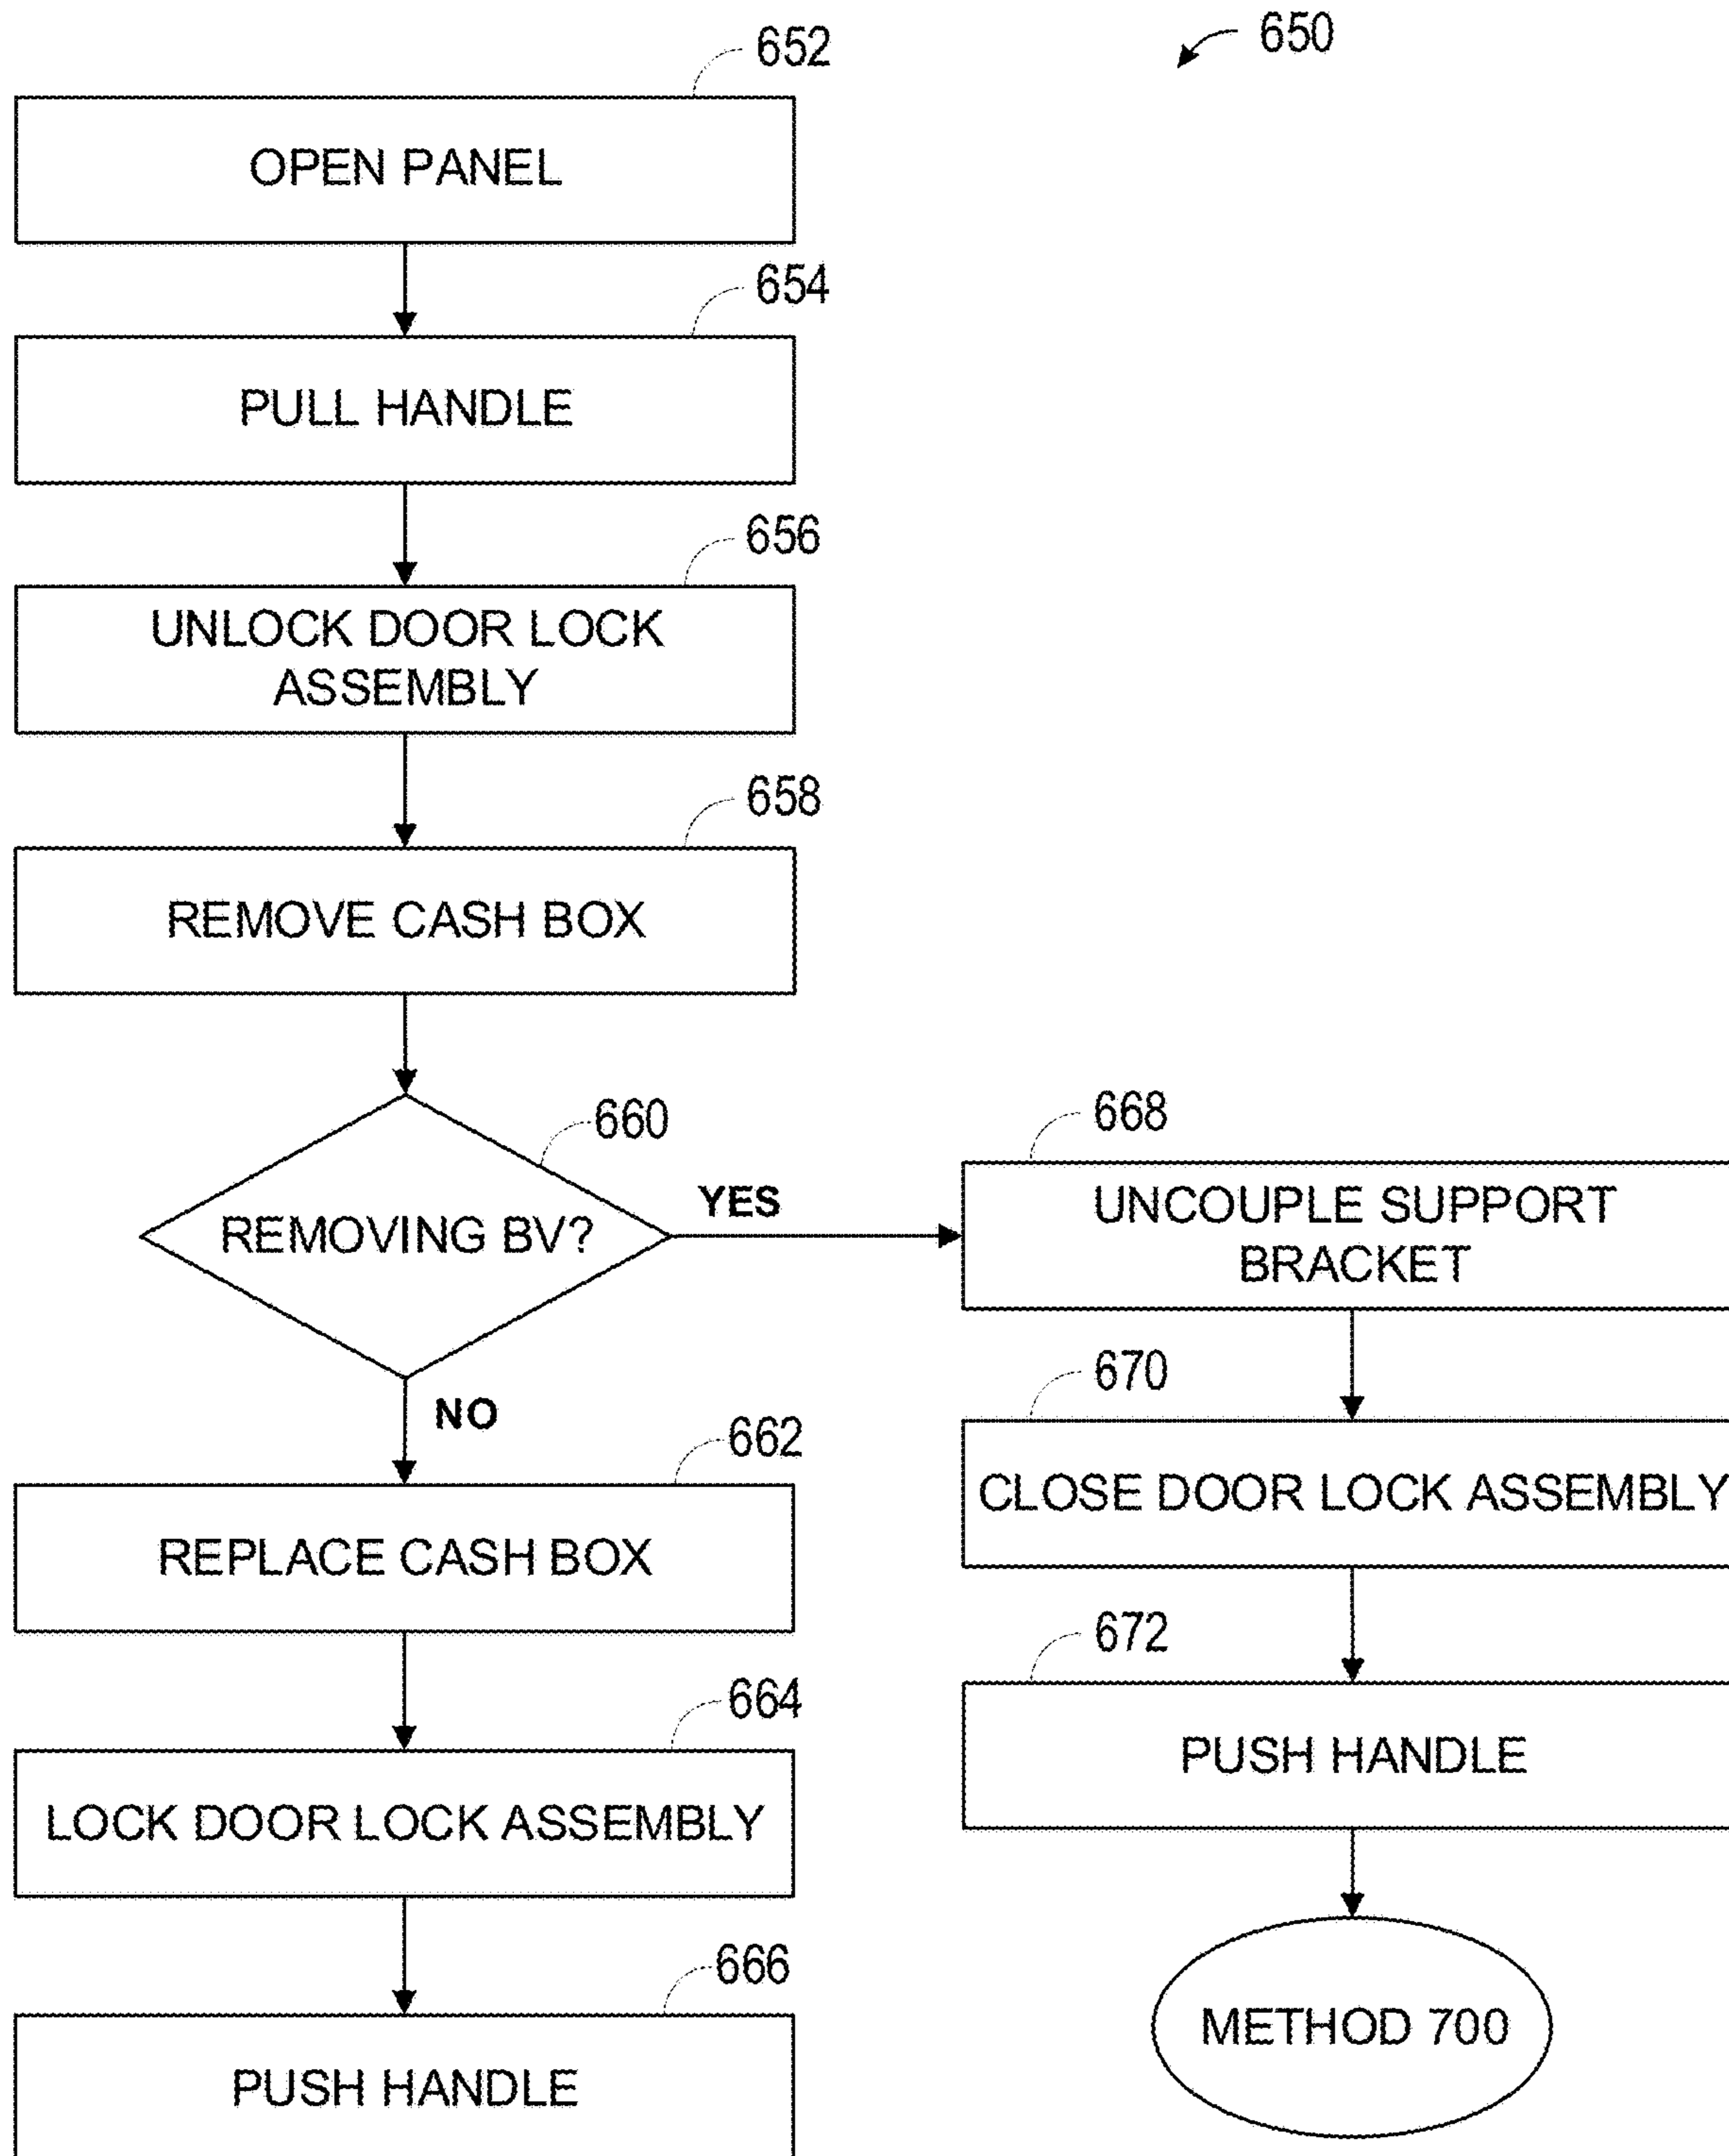 650
652
OPEN PANEL
654
PULL HANDLE
656
UNLOCK DOOR LOCK
ASSEMBLY
658
REMOVE CASH BOX
660
REMOVING BV?
YES
NO
662
REPLACE CASH BOX
664
LOCK DOOR LOCK ASSEMBLY
666
PUSH HANDLE
668
UNCOUPLE SUPPORT
BRACKET
670
CLOSE DOOR LOCK ASSEMBLY
672
PUSH HANDLE
METHOD 700